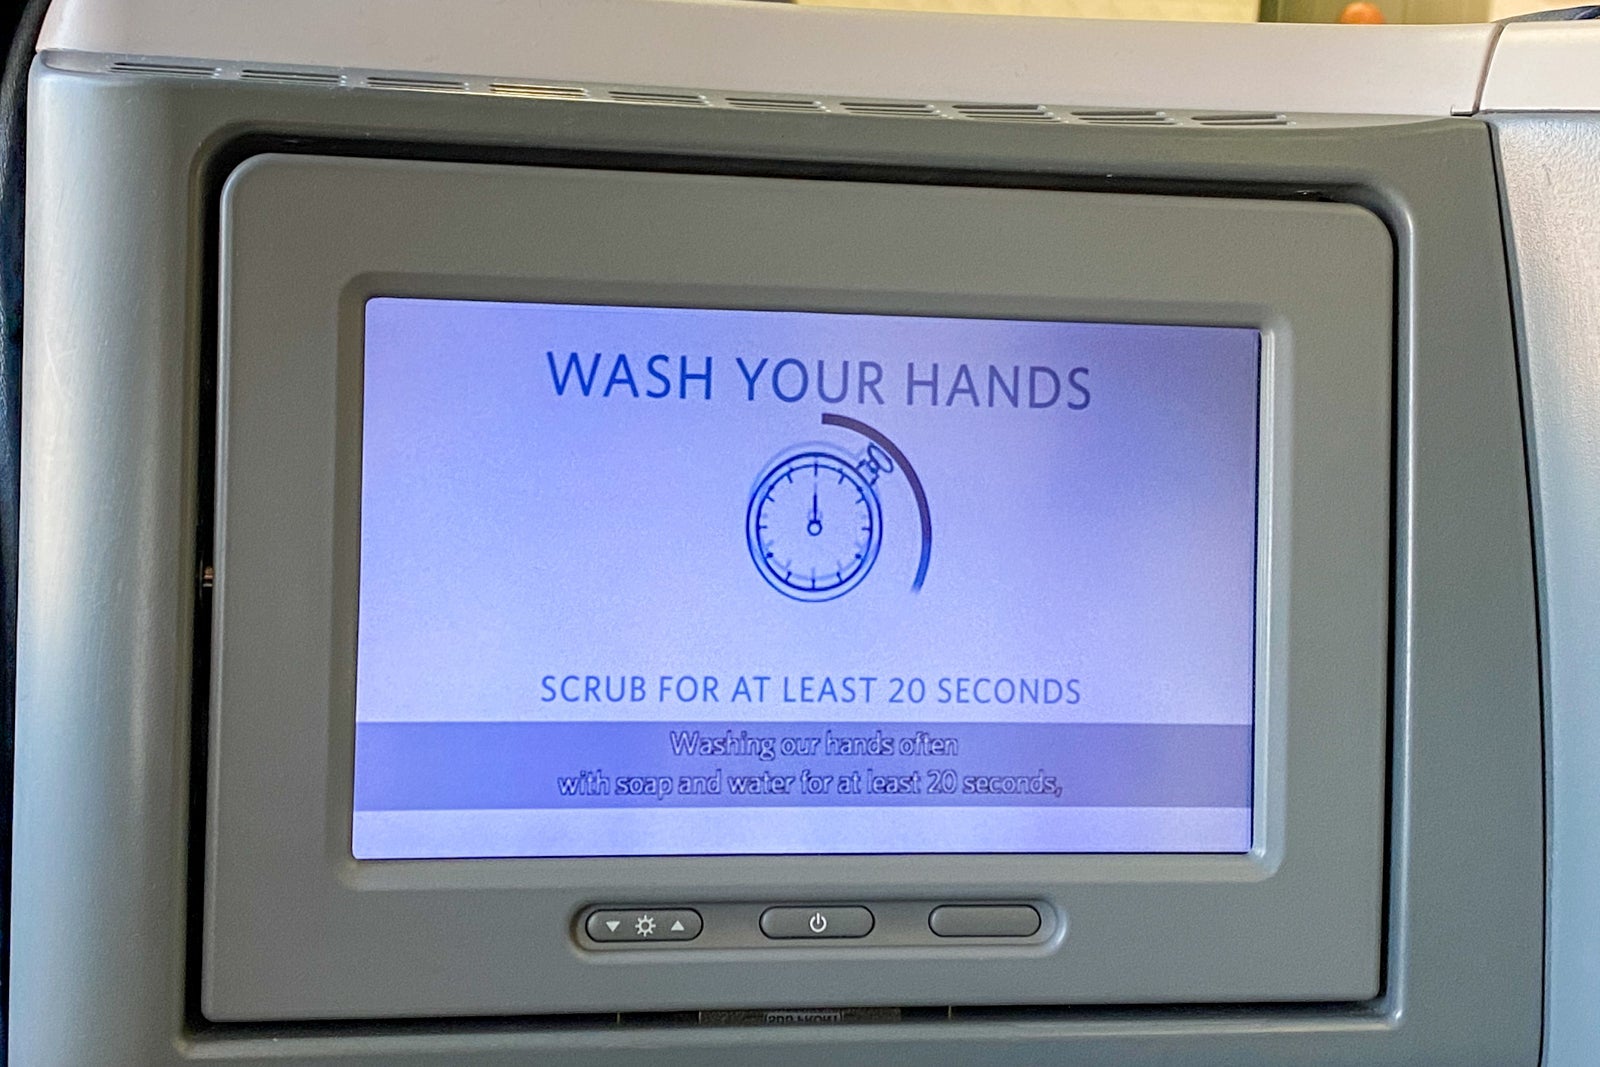 WASH YOUR HANDS
SCRUB FOR AT LEAST 20 SECONDS
Washing our hands often
with soap and water for at least 20 seconds,